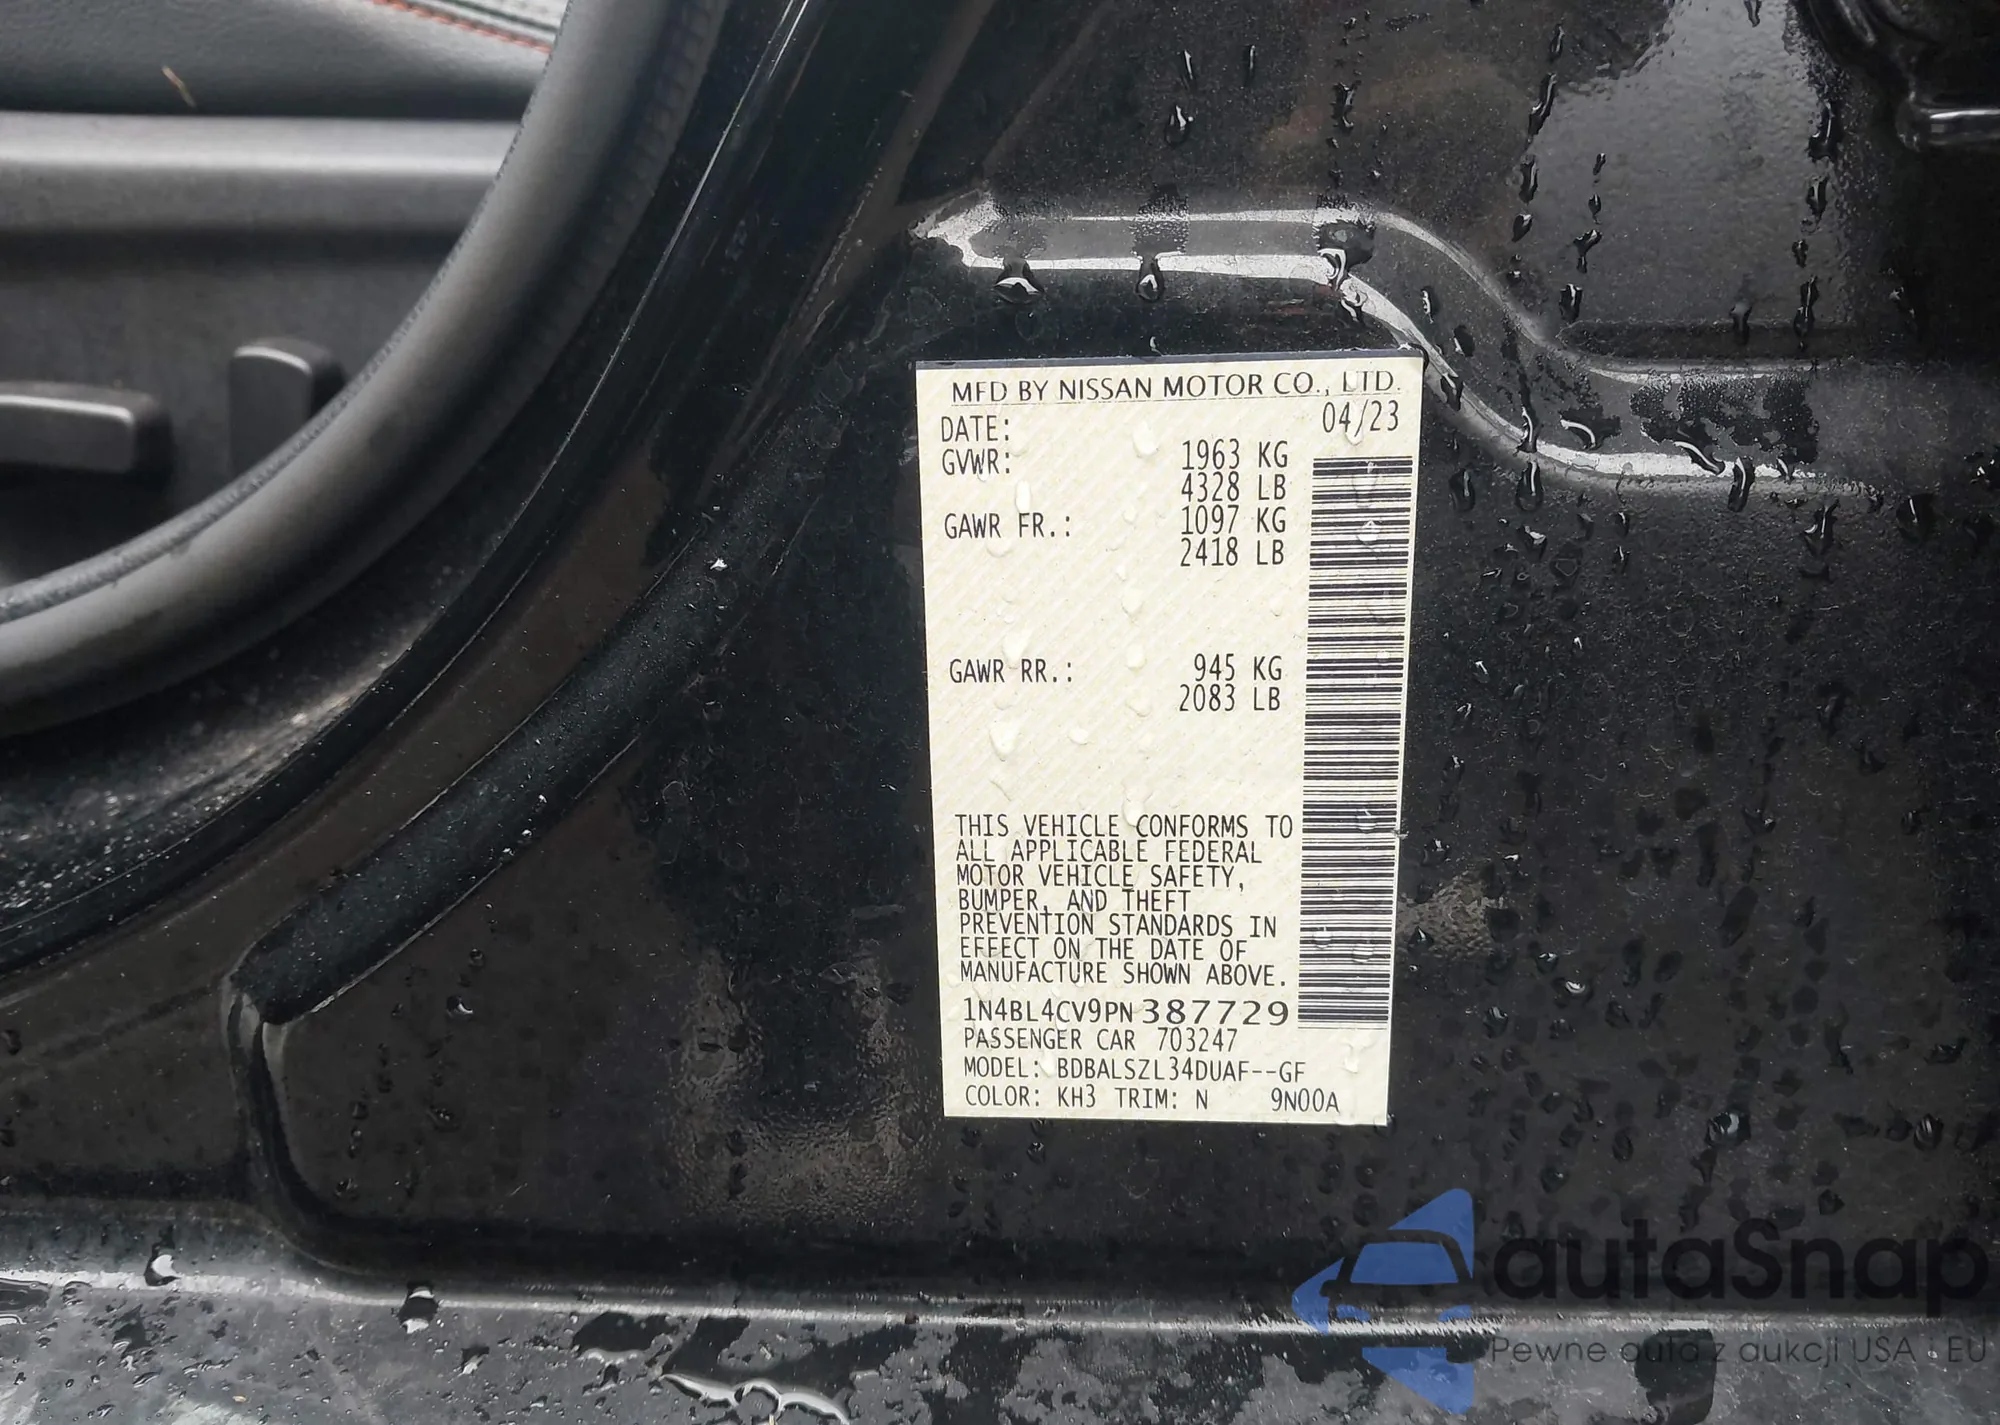 MFD BY NISSAN MOTOR CO., LTD.
DATE: 04/23
GVWR: 1963 KG
4328 LB
GAWR FR.: 1097 KG
2418 LB
GAWR RR.: 945 KG
2083 LB
THIS VEHICLE CONFORMS TO
ALL APPLICABLE FEDERAL
MOTOR VEHICLE SAFETY,
BUMPER, AND THEFT
PREVENTION STANDARDS IN
EFFECT ON THE DATE OF
MANUFACTURE SHOWN ABOVE.
1N4BL4CV9PN387729
PASSENGER CAR 703247
MODEL: BDBALSZL34DUAF--GF
COLOR: KH3 TRIM: N 9N00A
autaSnap
Pewne auta z aukcji USA i EU